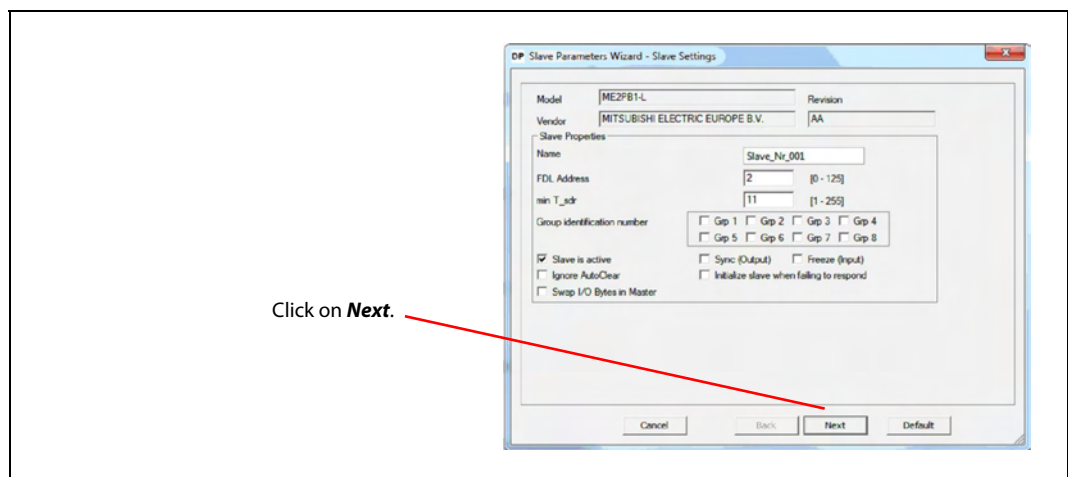 DP Slave Parameters Wizard - Slave Settings
Model ME2PB1-L Revision
Vendor MITSUBISHI ELECTRIC EUROPE B.V. AA
Slave Properties
Name Slave_Nr_001
FDL Address 2 [0 - 125]
min T_sdr 11 [1 - 255]
Group identification number Grp 1 Grp 2 Grp 3 Grp 4
Grp 5 Grp 6 Grp 7 Grp 8
Slave is active Sync (Output) Freeze (Input)
Ignore AutoClear Initialize slave when failing to respond
Swap I/O Bytes in Master
Click on Next.
Cancel Back Next Default